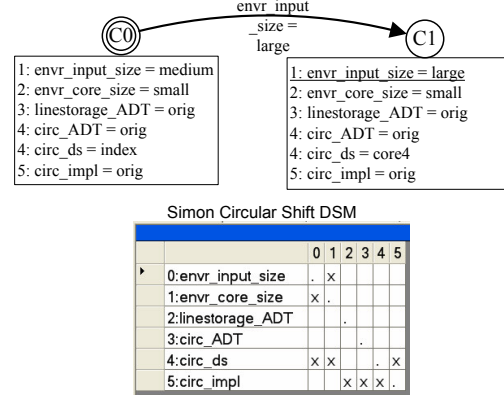 envr_input
_size =
large
C0
C1
1: envr_input_size = medium
2: envr_core_size = small
3: linestorage_ADT = orig
4: circ_ADT = orig
4: circ_ds = index
5: circ_impl = orig
1: envr_input_size = large
2: envr_core_size = small
3: linestorage_ADT = orig
4: circ_ADT = orig
4: circ_ds = core4
5: circ_impl = orig
Simon Circular Shift DSM
0 1 2 3 4 5
0:envr_input_size . x
1:envr_core_size x .
2:linestorage_ADT .
3:circ_ADT .
4:circ_ds x x . x
5:circ_impl x x x .